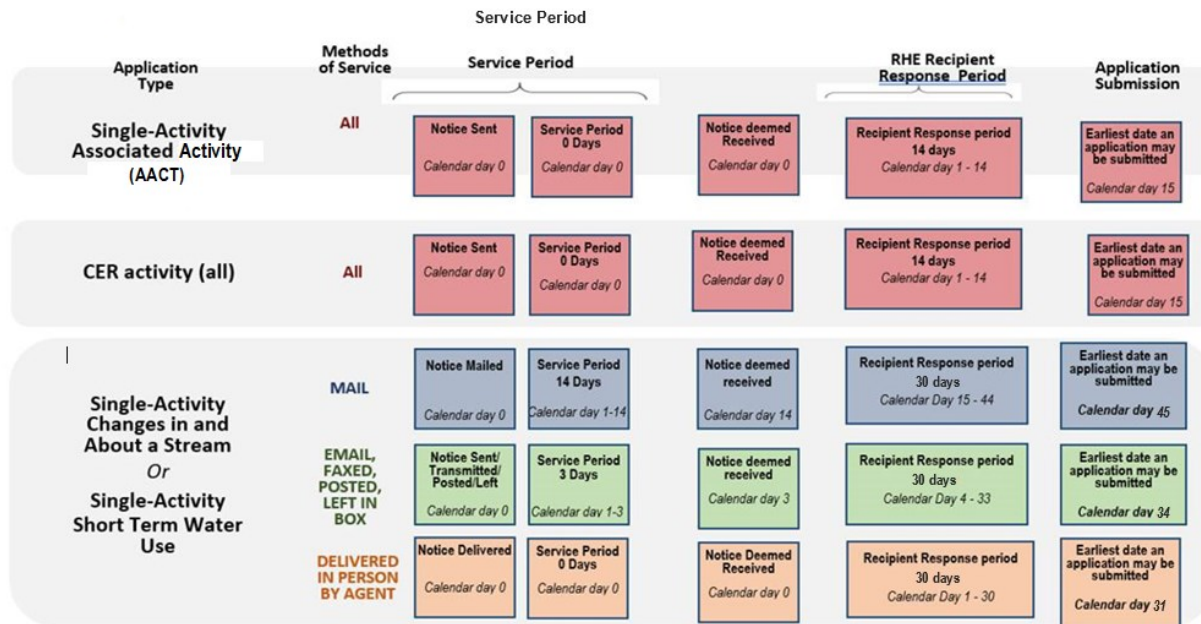 Service Period
Application
Type
Methods
of Service
Service Period
RHE Recipient
Response Period
Application
Submission
Single-Activity
Associated Activity
(AACT)
All
Notice Sent
Calendar day 0
Service Period
0 Days
Calendar day 0
Notice deemed
Received
Calendar day 0
Recipient Response period
14 days
Calendar day 1 - 14
Earliest date an
application may
be submitted
Calendar day 15
CER activity (all)
All
Notice Sent
Calendar day 0
Service Period
0 Days
Calendar day 0
Notice deemed
Received
Calendar day 0
Recipient Response period
14 days
Calendar day 1 - 14
Earliest date an
application may
be submitted
Calendar day 15
Single-Activity
Changes in and
About a Stream
Or
Single-Activity
Short Term Water
Use
MAIL
Notice Mailed
Calendar day 0
Service Period
14 Days
Calendar day 1-14
Notice deemed
received
Calendar day 14
Recipient Response period
30 days
Calendar Day 15 - 44
Earliest date an
application may be
submitted
Calendar day 45
EMAIL,
FAXED,
POSTED,
LEFT IN
BOX
Notice Sent/
Transmitted/
Posted/Left
Calendar day 0
Service Period
3 Days
Calendar day 1-3
Notice deemed
received
Calendar day 3
Recipient Response period
30 days
Calendar Day 4 - 33
Earliest date an
application may be
submitted
Calendar day 34
DELIVERED
IN PERSON
BY AGENT
Notice Delivered
Calendar day 0
Service Period
0 Days
Calendar day 0
Notice Deemed
Received
Calendar day 0
Recipient Response period
30 days
Calendar Day 1 - 30
Earliest date an
application may be
submitted
Calendar day 31